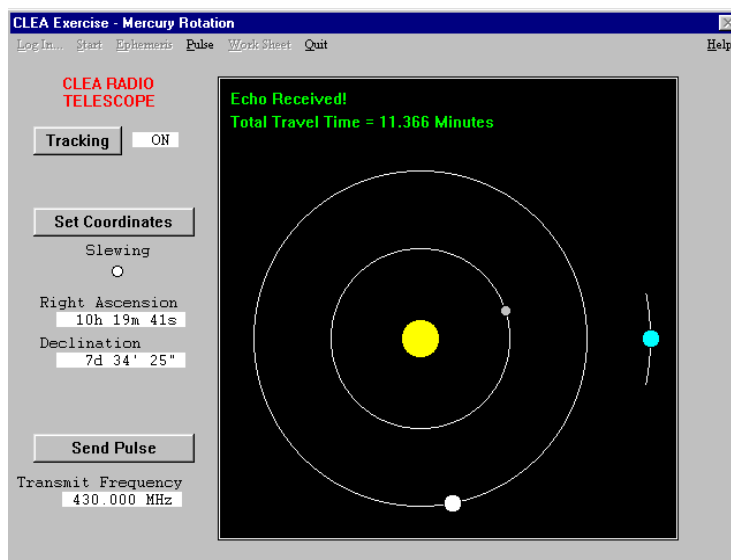 CLEA Exercise - Mercury Rotation
Log In... Start Ephemeris Pulse Work Sheet Quit Help
CLEA RADIO
TELESCOPE
Tracking ON
Set Coordinates
Slewing
Right Ascension
10h 19m 41s
Declination
7d 34' 25"
Send Pulse
Transmit Frequency
430.000 MHz
Echo Received!
Total Travel Time = 11.366 Minutes